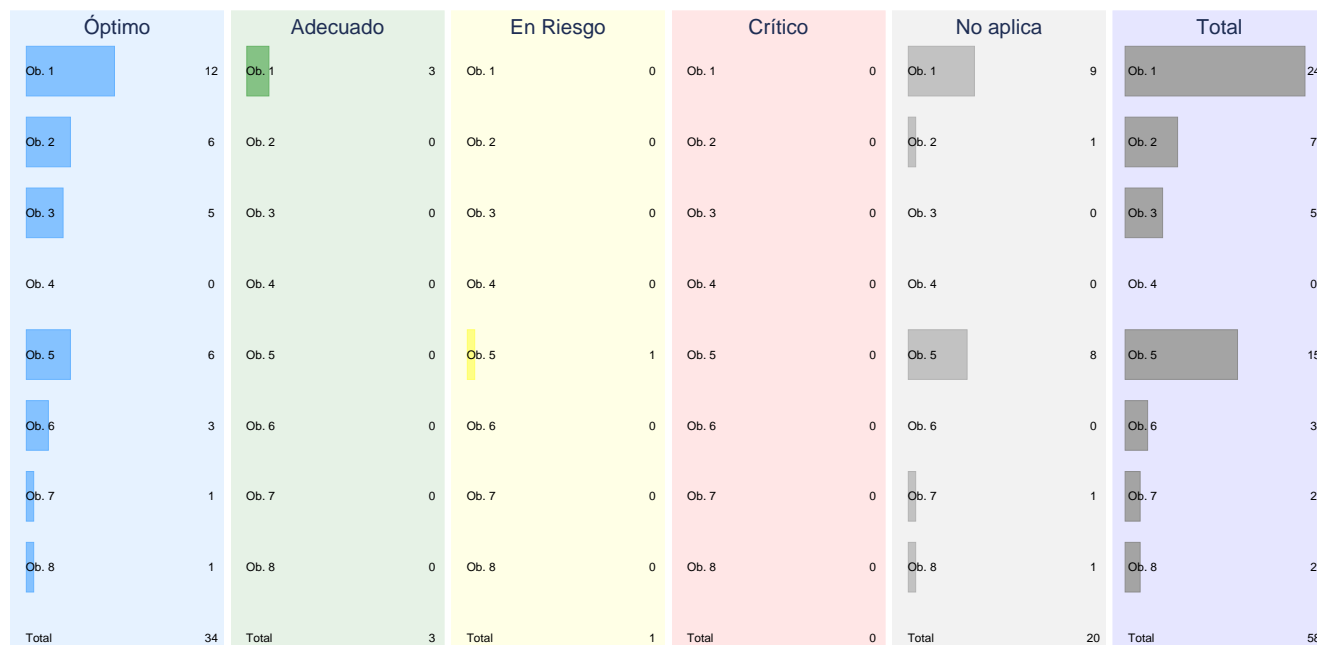 Óptimo Adecuado En Riesgo Crítico No aplica Total
Ob. 1 12 Ob. 1 3 Ob. 1 0 Ob. 1 0 Ob. 1 9 Ob. 1 24
Ob. 2 6 Ob. 2 0 Ob. 2 0 Ob. 2 0 Ob. 2 1 Ob. 2 7
Ob. 3 5 Ob. 3 0 Ob. 3 0 Ob. 3 0 Ob. 3 0 Ob. 3 5
Ob. 4 0 Ob. 4 0 Ob. 4 0 Ob. 4 0 Ob. 4 0 Ob. 4 0
Ob. 5 6 Ob. 5 0 Ob. 5 1 Ob. 5 0 Ob. 5 8 Ob. 5 15
Ob. 6 3 Ob. 6 0 Ob. 6 0 Ob. 6 0 Ob. 6 0 Ob. 6 3
Ob. 7 1 Ob. 7 0 Ob. 7 0 Ob. 7 0 Ob. 7 1 Ob. 7 2
Ob. 8 1 Ob. 8 0 Ob. 8 0 Ob. 8 0 Ob. 8 1 Ob. 8 2
Total 34 Total 3 Total 1 Total 0 Total 20 Total 58